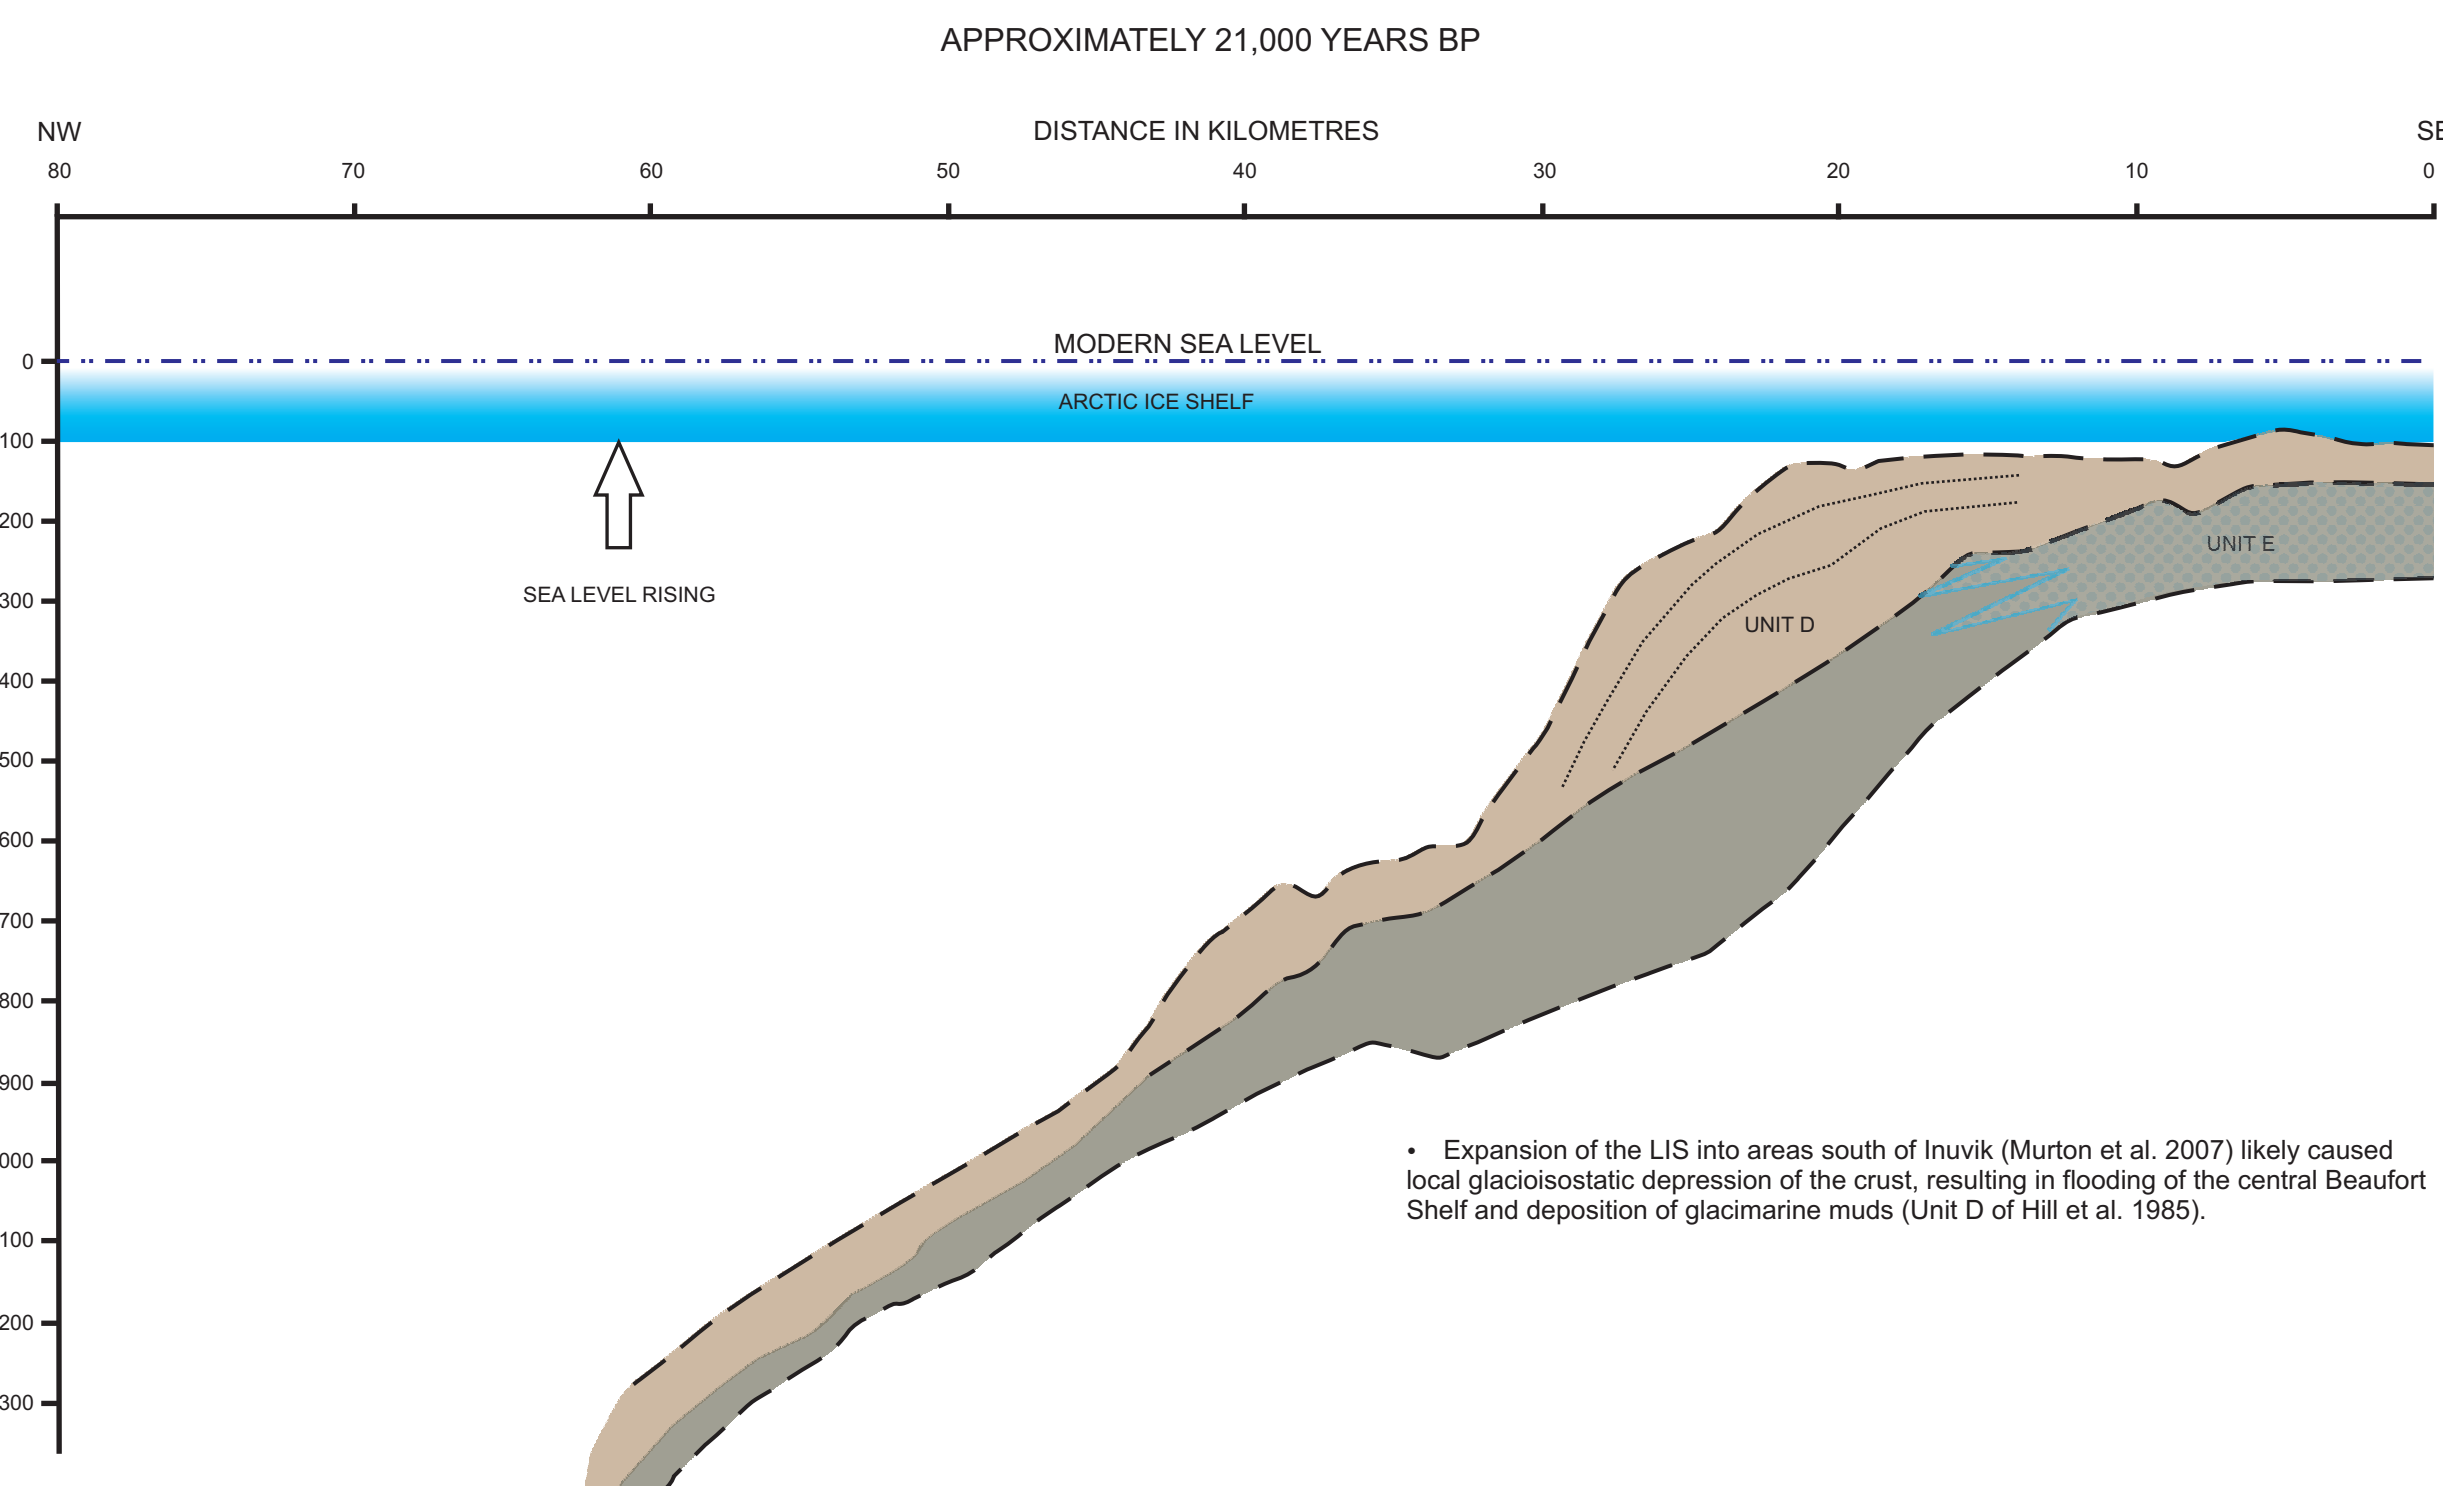 APPROXIMATELY 21,000 YEARS BP
NW
DISTANCE IN KILOMETRES
SE
80 70 60 50 40 30 20 10 0
MODERN SEA LEVEL
0
ARCTIC ICE SHELF
100
200
UNIT E
SEA LEVEL RISING
300
UNIT D
400
500
600
700
800
900
000
• Expansion of the LIS into areas south of Inuvik (Murton et al. 2007) likely caused
local glacioisostatic depression of the crust, resulting in flooding of the central Beaufort
Shelf and deposition of glacimarine muds (Unit D of Hill et al. 1985).
100
200
300